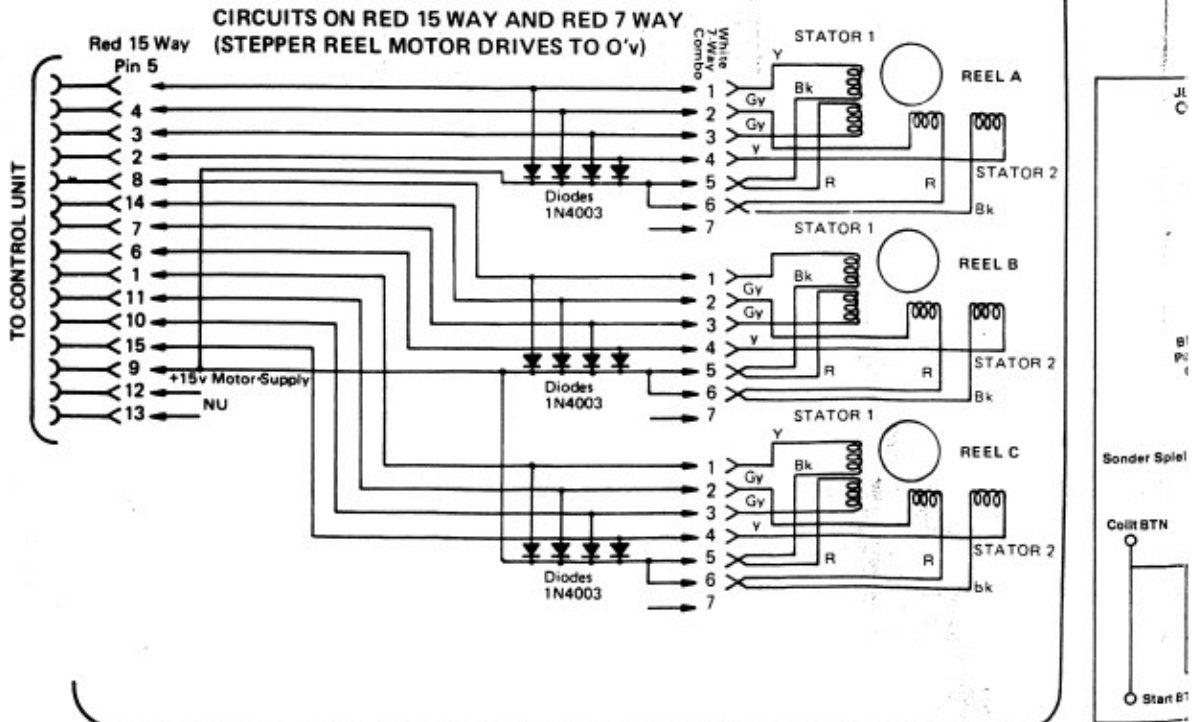 CIRCUITS ON RED 15 WAY AND RED 7 WAY
(STEPPER REEL MOTOR DRIVES TO O'v)
Red 15 Way
Pin 5
4
3
2
8
14
7
6
1
11
10
15
9
12
13
TO CONTROL UNIT
+15v Motor Supply
NU
White
7-Way
Combo
1
2
3
4
5
6
7
Diodes
1N4003
STATOR 1
Y
Bk
Gy
Gy
Y
R
R
Bk
REEL A
STATOR 2
1
2
3
4
5
6
7
Diodes
1N4003
STATOR 1
Bk
Gy
Gy
Y
R
R
Bk
REEL B
STATOR 2
1
2
3
4
5
6
7
Diodes
1N4003
STATOR 1
Y
Bk
Gy
Gy
Y
R
R
bk
REEL C
STATOR 2
Sonder Spiel
Collt BTN
Start